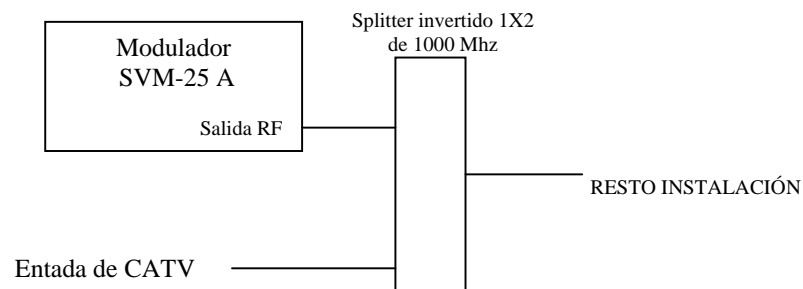 Splitter invertido 1X2
de 1000 Mhz
Modulador
SVM-25 A
Salida RF
RESTO INSTALACIÓN
Entada de CATV